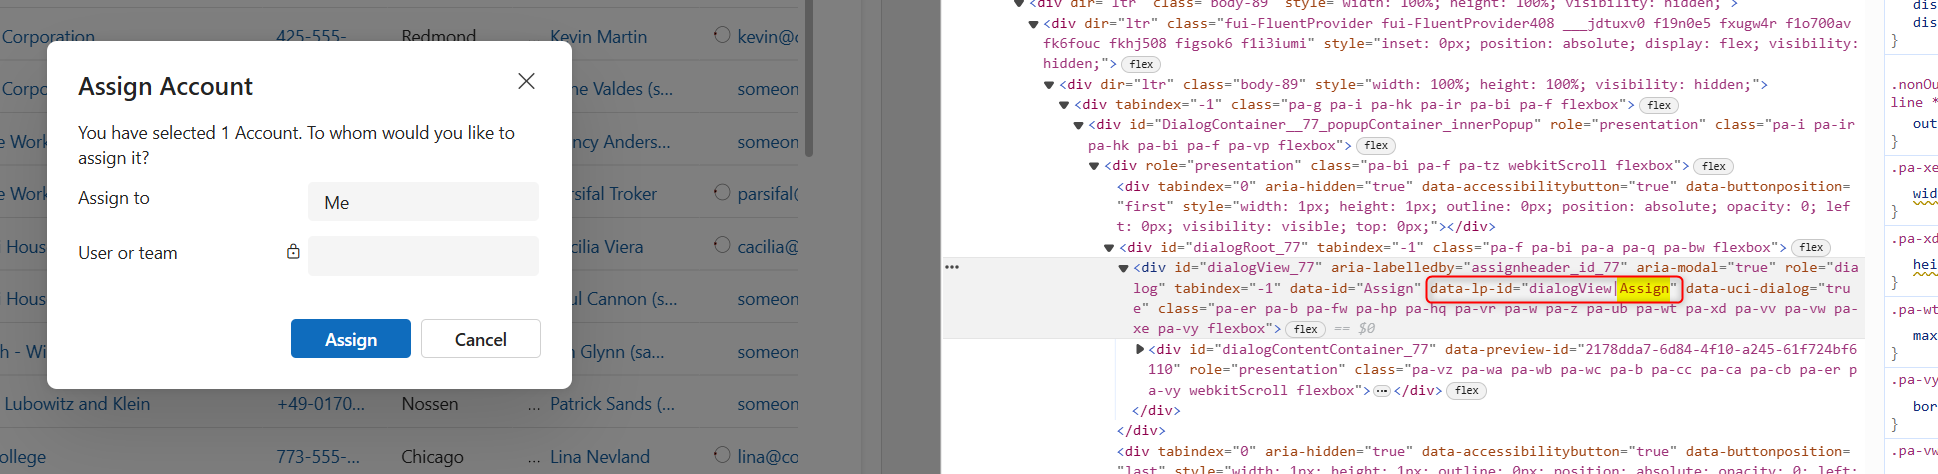 Corporation 425-555- Redmond Kevin Martin kevin@c
Corpc ne Valdes (s... someon
e Work ncy Anders...
e Work arsifal Troker parsifal(
l Hous cilia Viera cacilia@
l Hous ul Cannon (s... someon
h - Wi n Glynn (sa... someon
Lubowitz and Klein +49-0170... Nossen ... Patrick Sands (... someon
ollege 773-555-... Chicago ... Lina Nevland lina@co
Assign Account
You have selected 1 Account. To whom would you like to
assign it?
Assign to Me
User or team
Assign Cancel
<div dir="ltr" class="body-89" style="width: 100%; height: 100%; visibility: hidden;">
<div dir="ltr" class="fui-FluentProvider fui-FluentProvider408 ___jdtuxv0 f19n0e5 fxugw4r f1o700av
fk6fouc fkhj508 figsok6 f1i3iumi" style="inset: 0px; position: absolute; display: flex; visibility:
hidden;"> flex
<div dir="ltr" class="body-89" style="width: 100%; height: 100%; visibility: hidden;">
<div tabindex="-1" class="pa-g pa-i pa-hk pa-ir pa-bi pa-f flexbox"> flex
<div id="DialogContainer__77_popupContainer_innerPopup" role="presentation" class="pa-i pa-ir
pa-hk pa-bi pa-f pa-vp flexbox"> flex
<div role="presentation" class="pa-bi pa-f pa-tz webkitScroll flexbox"> flex
<div tabindex="0" aria-hidden="true" data-accessibilitybutton="true" data-buttonposition=
"first" style="width: 1px; height: 1px; outline: 0px; position: absolute; opacity: 0; lef
t: 0px; visibility: visible; top: 0px;"></div>
<div id="dialogRoot_77" tabindex="-1" class="pa-f pa-bi pa-a pa-q pa-bw flexbox"> flex
... <div id="dialogView_77" aria-labelledby="assignheader_id_77" aria-modal="true" role="dia
log" tabindex="-1" data-id="Assign" data-lp-id="dialogView|Assign" data-uci-dialog="tru
e" class="pa-er pa-b pa-fw pa-hp pa-hq pa-vr pa-w pa-z pa-ub pa-wt pa-xd pa-vv pa-vw pa-
xe pa-vy flexbox"> flex == $0
<div id="dialogContentContainer_77" data-preview-id="2178dda7-6d84-4f10-a245-61f724bf6
110" role="presentation" class="pa-vz pa-wa pa-wb pa-wc pa-b pa-cc pa-ca pa-cb pa-er p
a-vy webkitScroll flexbox"> ... </div> flex
</div>
</div>
<div tabindex="0" aria-hidden="true" data-accessibilitybutton="true" data-buttonposition=
"last" style="width: 1px; height: 1px; outline: 0px; position: absolute; opacity: 0; lef
dis
dis
}
.nonOu
line *
out
}
.pa-xe
wid
}
.pa-xd
hei
}
.pa-wt
max
}
.pa-vy
bor
}
.pa-vw